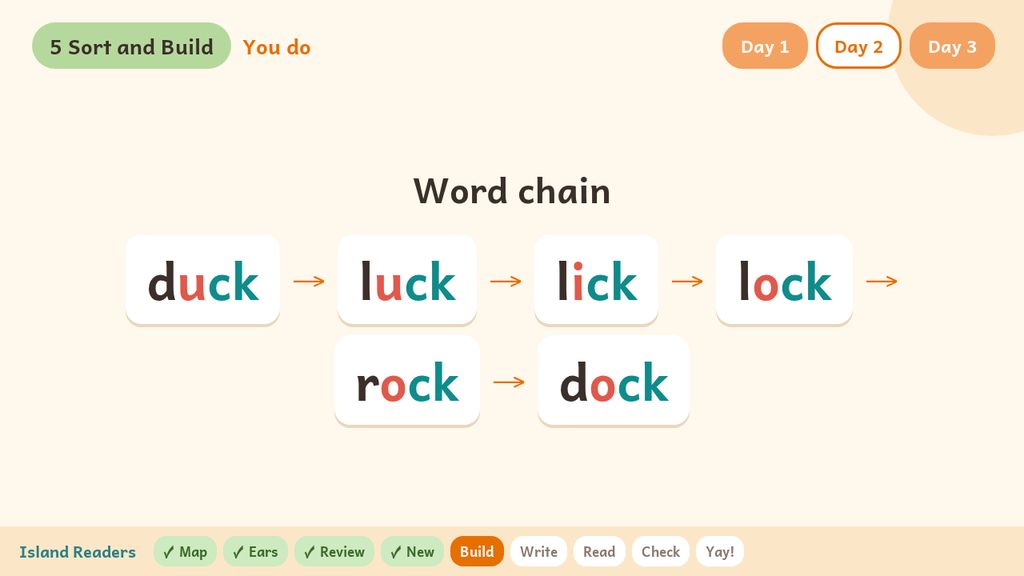 5 Sort and Build
You do
Day 1
Day 2
Day 3
Word chain
duck → luck → lick → lock →
rock → dock
Island Readers
✓ Map
✓ Ears
✓ Review
✓ New
Build
Write
Read
Check
Yay!